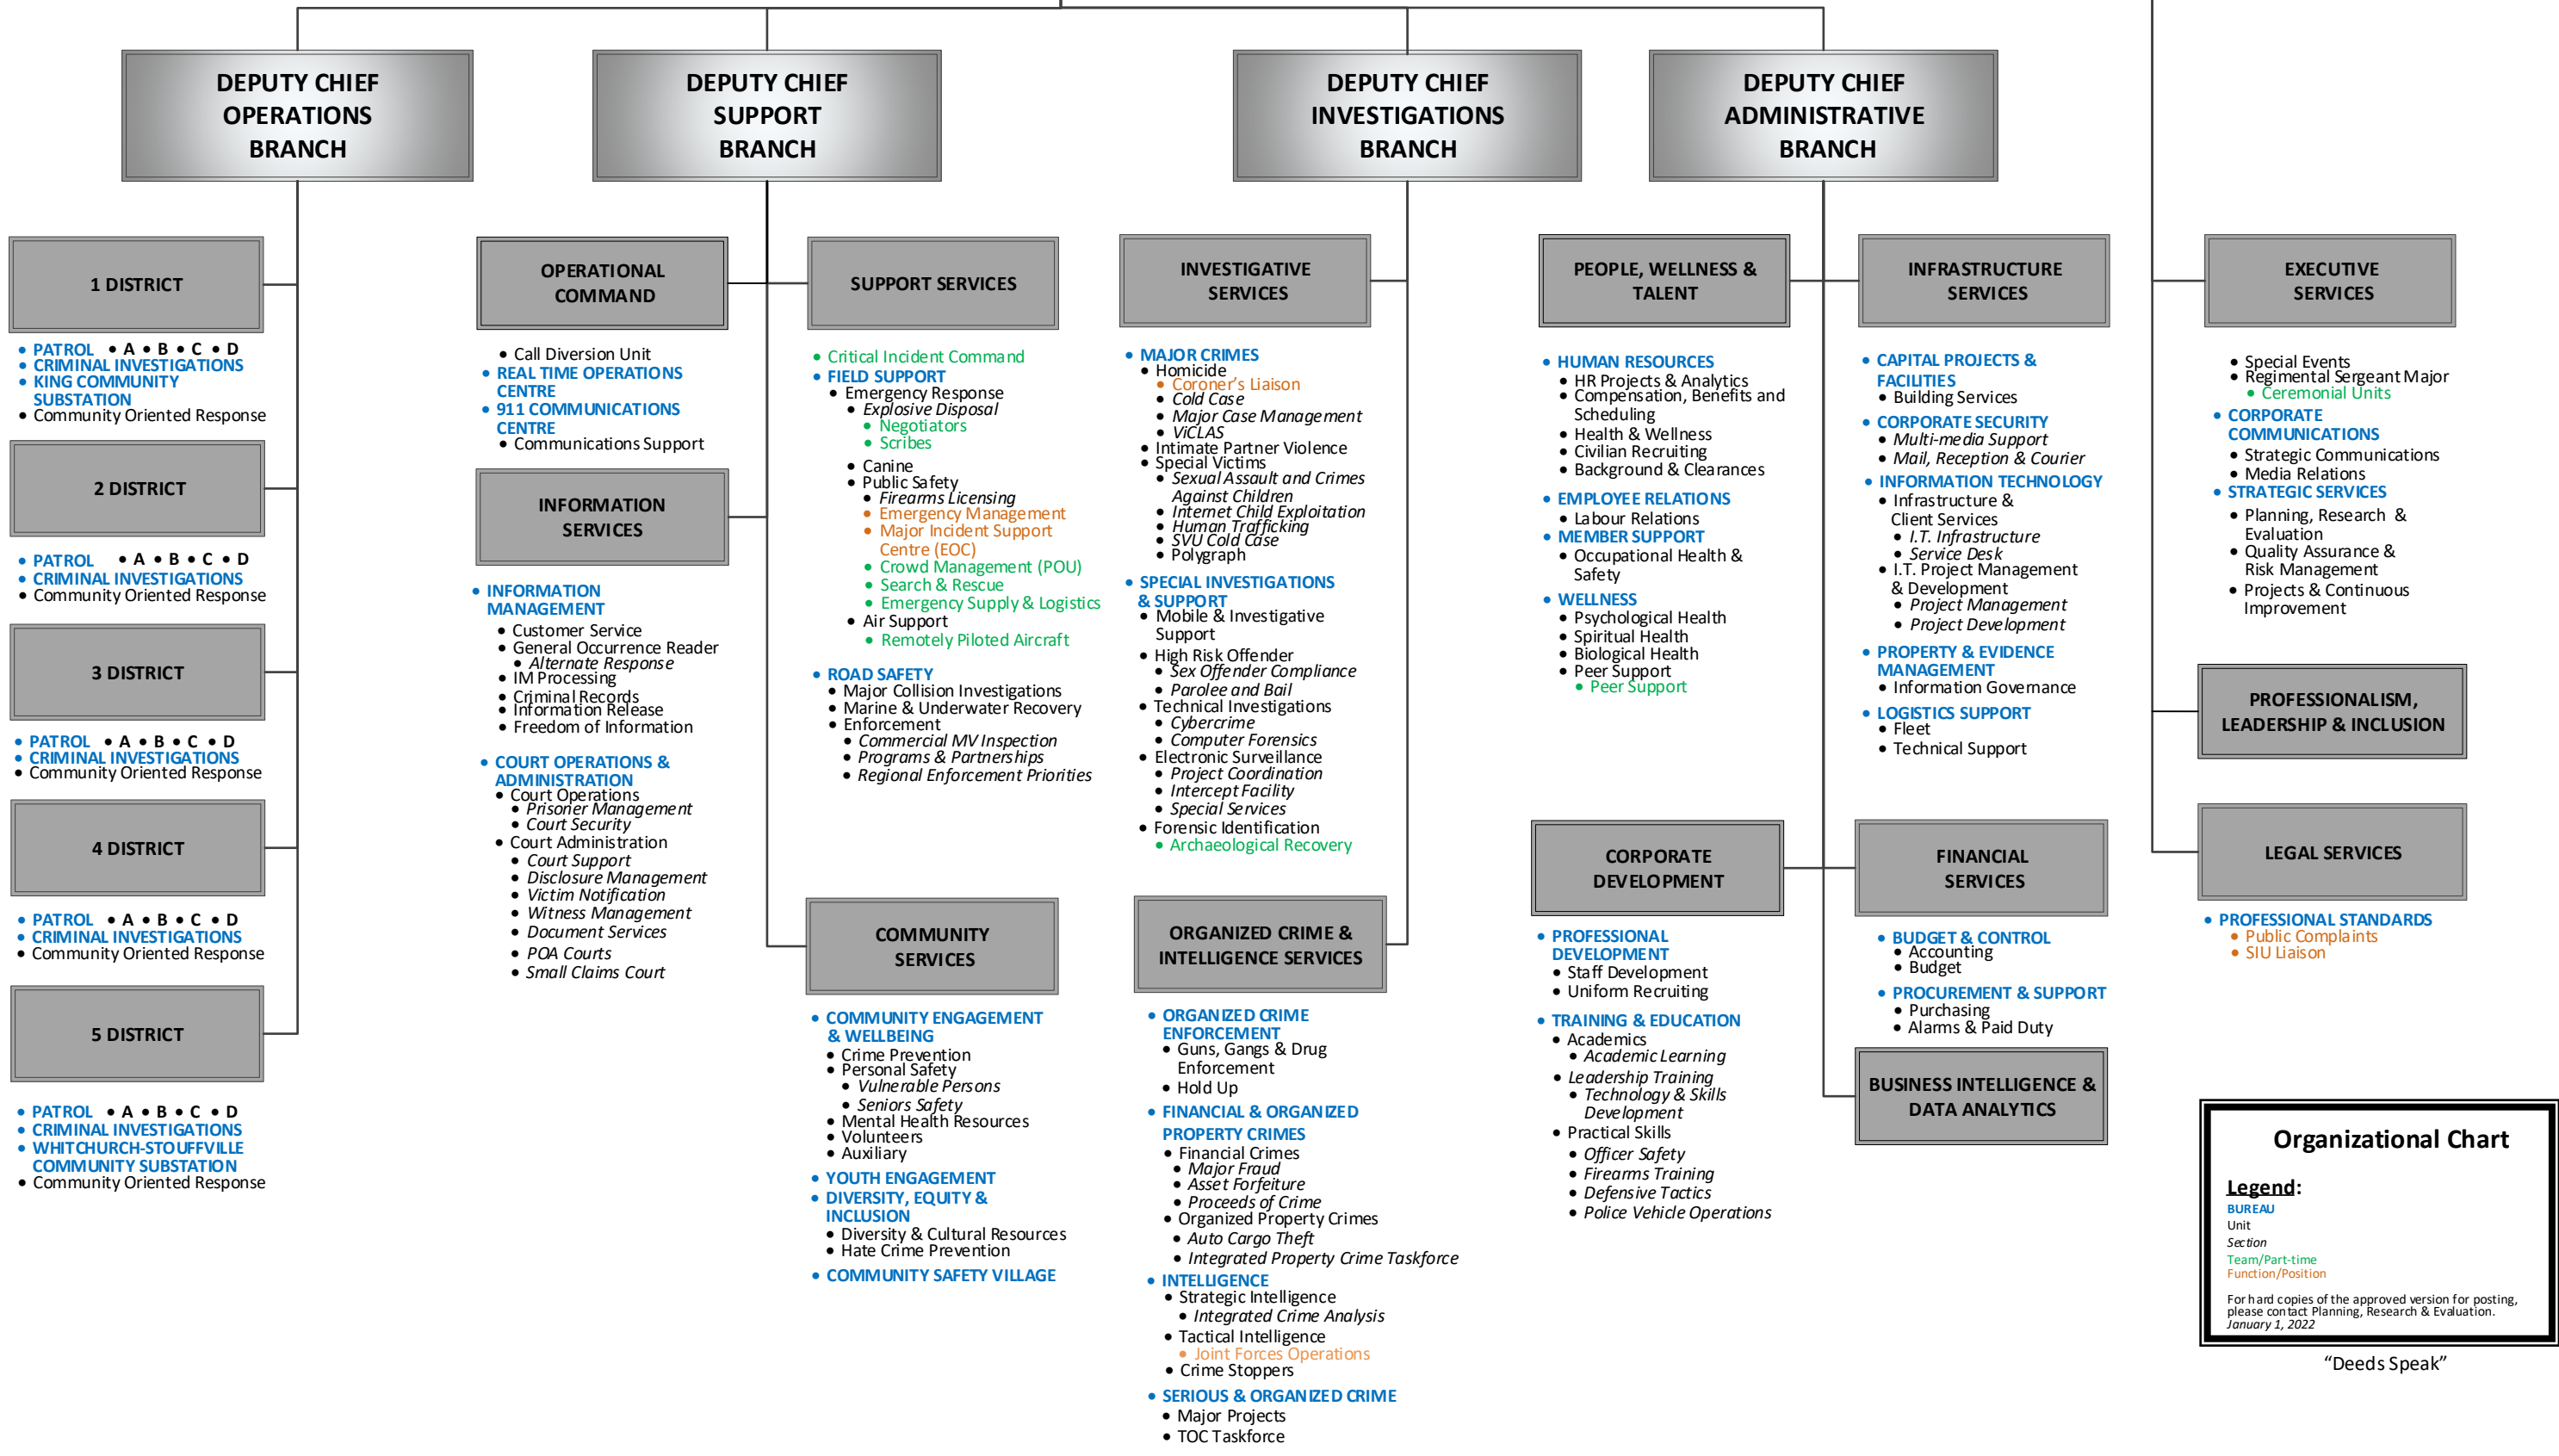 DEPUTY CHIEF
OPERATIONS
BRANCH
1 DISTRICT
• PATROL • A • B • C • D
• CRIMINAL INVESTIGATIONS
• KING COMMUNITY
SUBSTATION
• Community Oriented Response
2 DISTRICT
• PATROL • A • B • C • D
• CRIMINAL INVESTIGATIONS
• Community Oriented Response
3 DISTRICT
• PATROL • A • B • C • D
• CRIMINAL INVESTIGATIONS
• Community Oriented Response
4 DISTRICT
• PATROL • A • B • C • D
• CRIMINAL INVESTIGATIONS
• Community Oriented Response
5 DISTRICT
• PATROL • A • B • C • D
• CRIMINAL INVESTIGATIONS
• WHITCHURCH-STOUFFVILLE
COMMUNITY SUBSTATION
• Community Oriented Response
DEPUTY CHIEF
SUPPORT
BRANCH
OPERATIONAL
COMMAND
• Call Diversion Unit
• REAL TIME OPERATIONS
CENTRE
• 911 COMMUNICATIONS
CENTRE
• Communications Support
INFORMATION
SERVICES
• INFORMATION
MANAGEMENT
• Customer Service
• General Occurrence Reader
• Alternate Response
• IM Processing
• Criminal Records
• Information Release
• Freedom of Information
• COURT OPERATIONS &
ADMINISTRATION
• Court Operations
• Prisoner Management
• Court Security
• Court Administration
• Court Support
• Disclosure Management
• Victim Notification
• Witness Management
• Document Services
• POA Courts
• Small Claims Court
SUPPORT SERVICES
• Critical Incident Command
• FIELD SUPPORT
• Emergency Response
• Explosive Disposal
• Negotiators
• Scribes
• Canine
• Public Safety
• Firearms Licensing
• Emergency Management
• Major Incident Support
Centre (EOC)
• Crowd Management (POU)
• Search & Rescue
• Emergency Supply & Logistics
• Air Support
• Remotely Piloted Aircraft
• ROAD SAFETY
• Major Collision Investigations
• Marine & Underwater Recovery
• Enforcement
• Commercial MV Inspection
• Programs & Partnerships
• Regional Enforcement Priorities
COMMUNITY
SERVICES
• COMMUNITY ENGAGEMENT
& WELLBEING
• Crime Prevention
• Personal Safety
• Vulnerable Persons
• Seniors Safety
• Mental Health Resources
• Volunteers
• Auxiliary
• YOUTH ENGAGEMENT
• DIVERSITY, EQUITY &
INCLUSION
• Diversity & Cultural Resources
• Hate Crime Prevention
• COMMUNITY SAFETY VILLAGE
DEPUTY CHIEF
INVESTIGATIONS
BRANCH
INVESTIGATIVE
SERVICES
• MAJOR CRIMES
• Homicide
• Coroner's Liaison
• Cold Case
• Major Case Management
• ViCLAS
• Intimate Partner Violence
• Special Victims
• Sexual Assault and Crimes
Against Children
• Internet Child Exploitation
• Human Trafficking
• SVU Cold Case
• Polygraph
• SPECIAL INVESTIGATIONS
& SUPPORT
• Mobile & Investigative
Support
• High Risk Offender
• Sex Offender Compliance
• Parolee and Bail
• Technical Investigations
• Cybercrime
• Computer Forensics
• Electronic Surveillance
• Project Coordination
• Intercept Facility
• Special Services
• Forensic Identification
• Archaeological Recovery
ORGANIZED CRIME &
INTELLIGENCE SERVICES
• ORGANIZED CRIME
ENFORCEMENT
• Guns, Gangs & Drug
Enforcement
• Hold Up
• FINANCIAL & ORGANIZED
PROPERTY CRIMES
• Financial Crimes
• Major Fraud
• Asset Forfeiture
• Proceeds of Crime
• Organized Property Crimes
• Auto Cargo Theft
• Integrated Property Crime Taskforce
• INTELLIGENCE
• Strategic Intelligence
• Integrated Crime Analysis
• Tactical Intelligence
• Joint Forces Operations
• Crime Stoppers
• SERIOUS & ORGANIZED CRIME
• Major Projects
• TOC Taskforce
DEPUTY CHIEF
ADMINISTRATIVE
BRANCH
PEOPLE, WELLNESS &
TALENT
• HUMAN RESOURCES
• HR Projects & Analytics
• Compensation, Benefits and
Scheduling
• Health & Wellness
• Civilian Recruiting
• Background & Clearances
• EMPLOYEE RELATIONS
• Labour Relations
• MEMBER SUPPORT
• Occupational Health &
Safety
• WELLNESS
• Psychological Health
• Spiritual Health
• Biological Health
• Peer Support
• Peer Support
CORPORATE
DEVELOPMENT
• PROFESSIONAL
DEVELOPMENT
• Staff Development
• Uniform Recruiting
• TRAINING & EDUCATION
• Academics
• Academic Learning
• Leadership Training
• Technology & Skills
Development
• Practical Skills
• Officer Safety
• Firearms Training
• Defensive Tactics
• Police Vehicle Operations
INFRASTRUCTURE
SERVICES
• CAPITAL PROJECTS &
FACILITIES
• Building Services
• CORPORATE SECURITY
• Multi-media Support
• Mail, Reception & Courier
• INFORMATION TECHNOLOGY
• Infrastructure &
Client Services
• I.T. Infrastructure
• Service Desk
• I.T. Project Management
& Development
• Project Management
• Project Development
• PROPERTY & EVIDENCE
MANAGEMENT
• Information Governance
• LOGISTICS SUPPORT
• Fleet
• Technical Support
FINANCIAL
SERVICES
• BUDGET & CONTROL
• Accounting
• Budget
• PROCUREMENT & SUPPORT
• Purchasing
• Alarms & Paid Duty
BUSINESS INTELLIGENCE &
DATA ANALYTICS
EXECUTIVE
SERVICES
• Special Events
• Regimental Sergeant Major
• Ceremonial Units
• CORPORATE
COMMUNICATIONS
• Strategic Communications
• Media Relations
• STRATEGIC SERVICES
• Planning, Research &
Evaluation
• Quality Assurance &
Risk Management
• Projects & Continuous
Improvement
PROFESSIONALISM,
LEADERSHIP & INCLUSION
LEGAL SERVICES
• PROFESSIONAL STANDARDS
• Public Complaints
• SIU Liaison
Organizational Chart
Legend:
BUREAU
Unit
Section
Team/Part-time
Function/Position
For hard copies of the approved version for posting,
please contact Planning, Research & Evaluation.
January 1, 2022
“Deeds Speak”